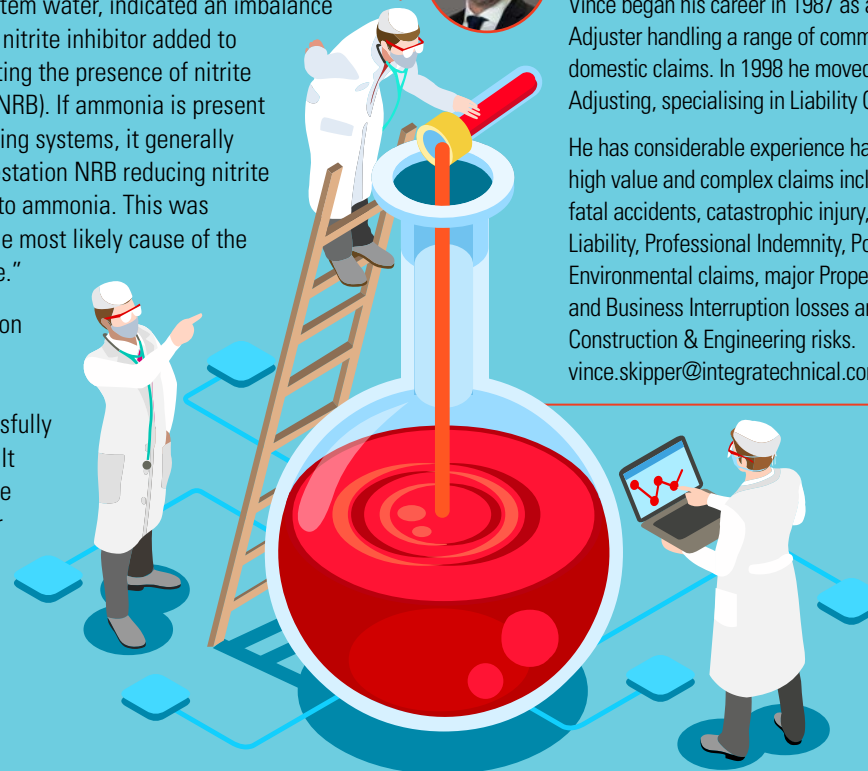 tem water, indicated an imbalance
nitrite inhibitor added to
ting the presence of nitrite
NRB). If ammonia is present
ing systems, it generally
station NRB reducing nitrite
to ammonia. This was
e most likely cause of the
e.”
on
sfully
lt
e
Vince began his career in 1987 as a
Adjuster handling a range of comm
domestic claims. In 1998 he moved
Adjusting, specialising in Liability C
He has considerable experience ha
high value and complex claims incl
fatal accidents, catastrophic injury,
Liability, Professional Indemnity, Po
Environmental claims, major Prope
and Business Interruption losses a
Construction & Engineering risks.
vince.skipper@integratechnical.co